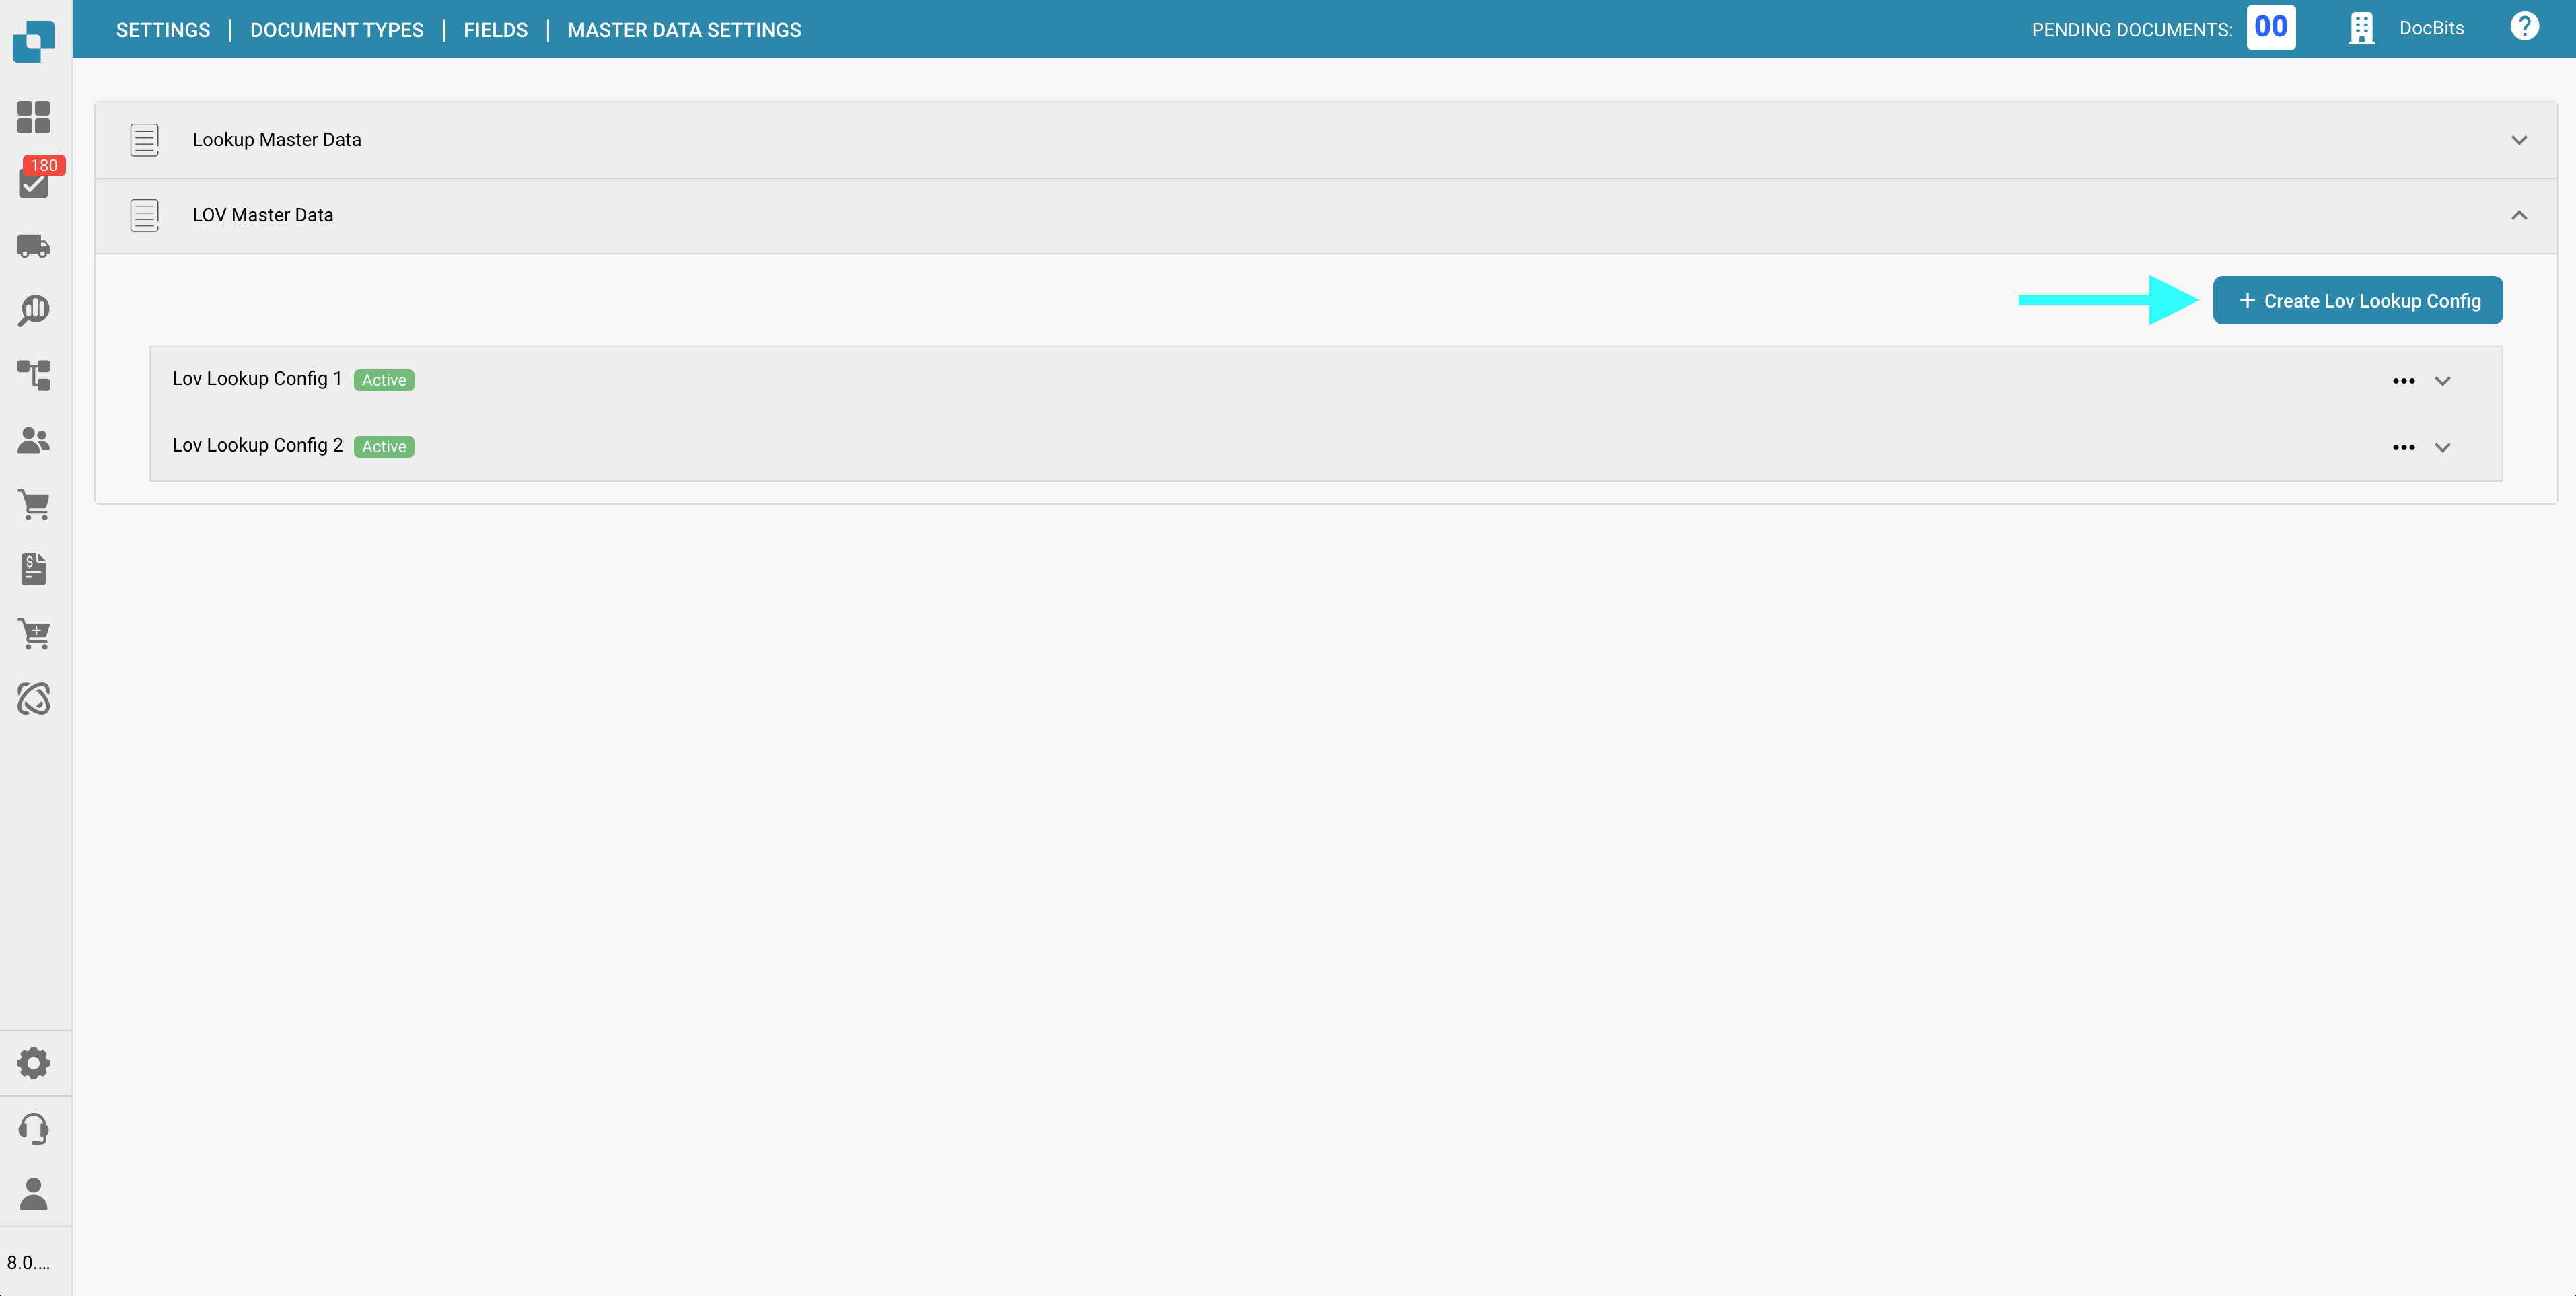 SETTINGS | DOCUMENT TYPES | FIELDS | MASTER DATA SETTINGS
PENDING DOCUMENTS: 00
DocBits
180
Lookup Master Data
LOV Master Data
+ Create Lov Lookup Config
Lov Lookup Config 1 Active
Lov Lookup Config 2 Active
8.0....